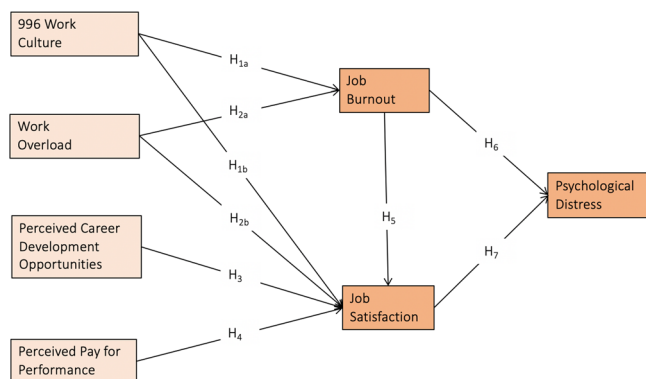 996 Work
Culture
H1a
Job
Burnout
H2a
Work
Overload
H6
H1b
Psychological
Distress
H2b
H5
Perceived Career
Development
Opportunities
H7
H3
Job
Satisfaction
H4
Perceived Pay for
Performance